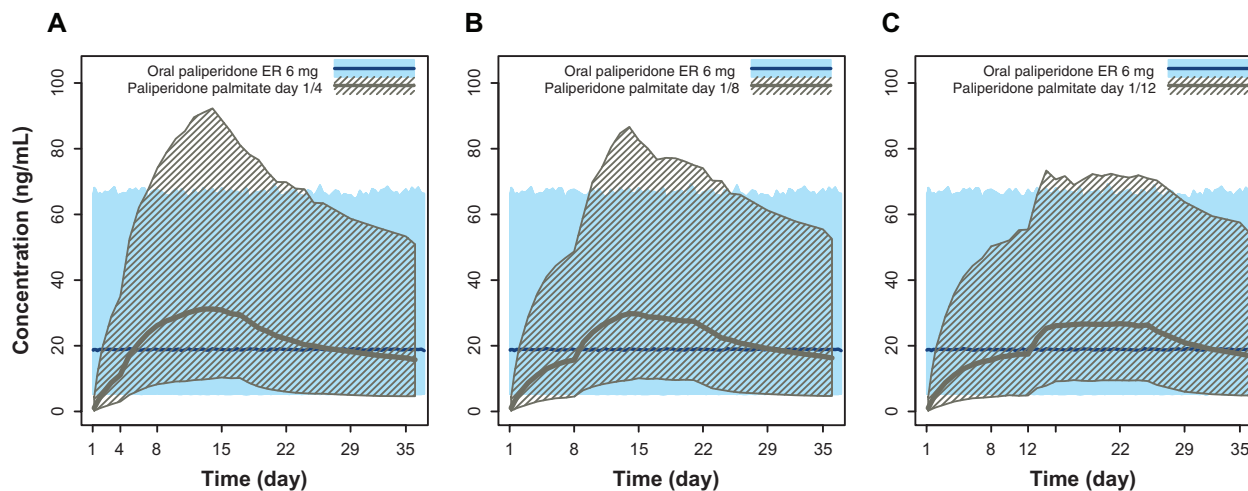 A
B
C
Oral paliperidone ER 6 mg
Paliperidone palmitate day 1/4
Oral paliperidone ER 6 mg
Paliperidone palmitate day 1/8
Oral paliperidone ER 6 mg
Paliperidone palmitate day 1/12
Concentration (ng/mL)
100
80
60
40
20
0
100
80
60
40
20
0
100
80
60
40
20
0
1 4 8 15 22 29 35
1 8 15 22 29 35
1 8 12 22 29 35
Time (day)
Time (day)
Time (day)